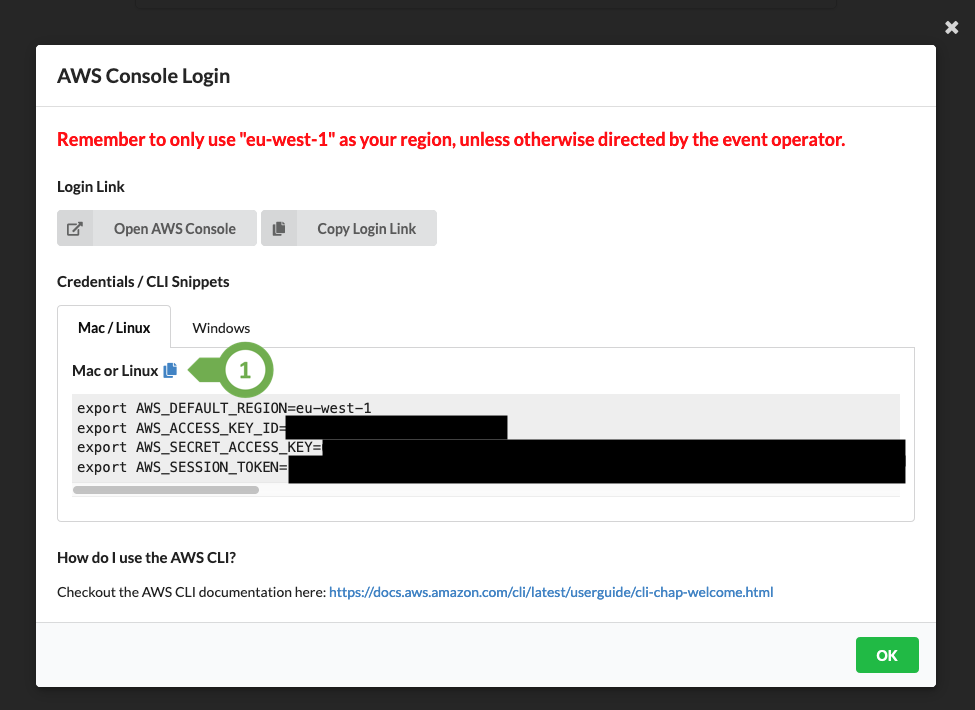 AWS Console Login
Remember to only use "eu-west-1" as your region, unless otherwise directed by the event operator.
Login Link
Open AWS Console
Copy Login Link
Credentials / CLI Snippets
Mac / Linux
Windows
Mac or Linux
1
export AWS_DEFAULT_REGION=eu-west-1
export AWS_ACCESS_KEY_ID=
export AWS_SECRET_ACCESS_KEY=
export AWS_SESSION_TOKEN=
How do I use the AWS CLI?
Checkout the AWS CLI documentation here: https://docs.aws.amazon.com/cli/latest/userguide/cli-chap-welcome.html
OK